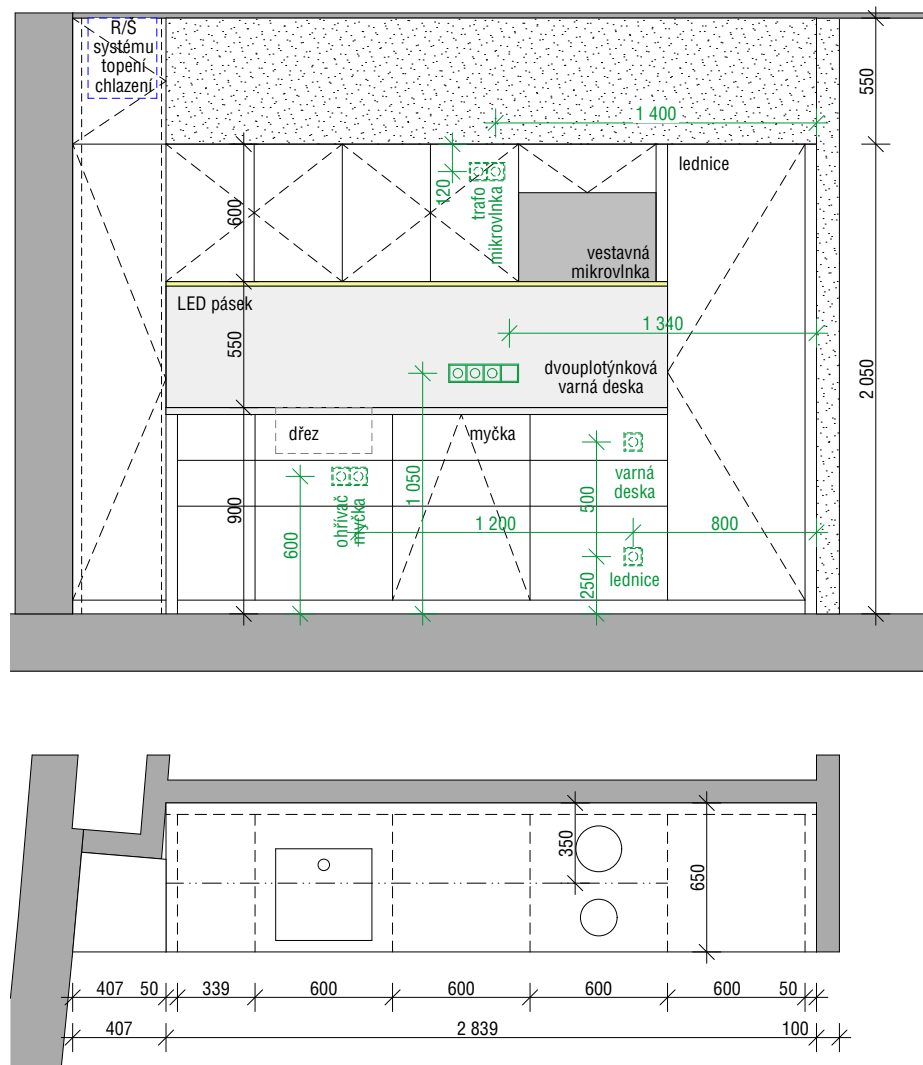 R/S
systému
topení
chlazení
550
1 400
lednice
120
trafo
mikrovlnka
600
vestavná
mikrovlnka
LED pásek
1 340
550
dvouplotýnková
varná deska
2 050
dřez
myčka
varná
deska
1 050
500
900
ohřívač
myčka
1 200
800
600
lednice
250
350
650
407
50
339
600
600
600
600
50
407
2 839
100